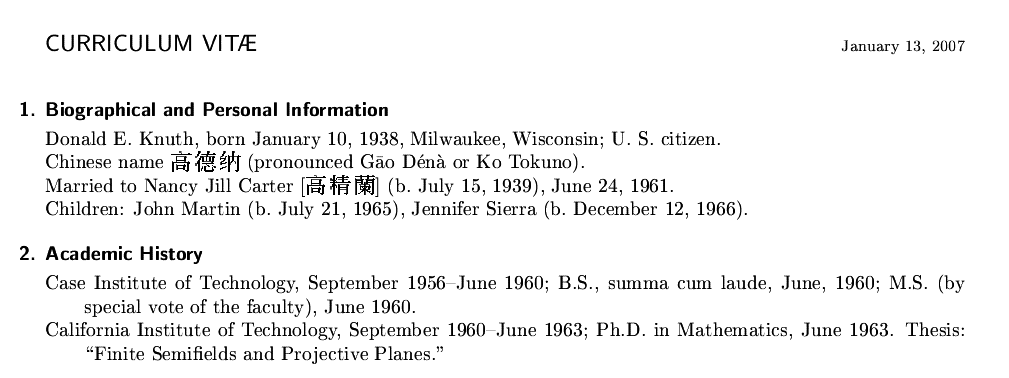 CURRICULUM VITÆ
January 13, 2007
1. Biographical and Personal Information
Donald E. Knuth, born January 10, 1938, Milwaukee, Wisconsin; U. S. citizen.
Chinese name 高德纳 (pronounced Gāo Dénà or Ko Tokuno).
Married to Nancy Jill Carter [高精蘭] (b. July 15, 1939), June 24, 1961.
Children: John Martin (b. July 21, 1965), Jennifer Sierra (b. December 12, 1966).
2. Academic History
Case Institute of Technology, September 1956–June 1960; B.S., summa cum laude, June, 1960; M.S. (by
special vote of the faculty), June 1960.
California Institute of Technology, September 1960–June 1963; Ph.D. in Mathematics, June 1963. Thesis:
“Finite Semifields and Projective Planes.”